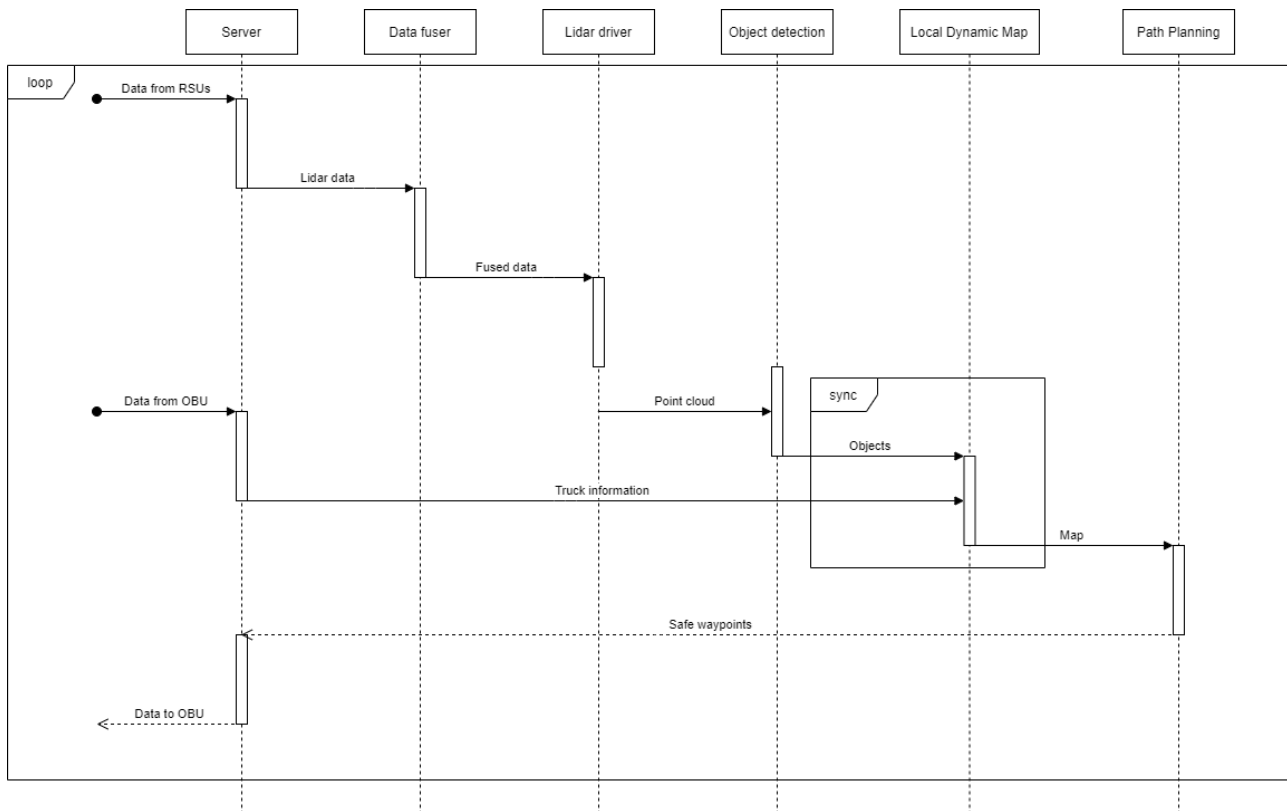 Server
Data fuser
Lidar driver
Object detection
Local Dynamic Map
Path Planning
loop
Data from RSUs
Lidar data
Fused data
sync
Data from OBU
Point cloud
Objects
Truck information
Map
Safe waypoints
Data to OBU